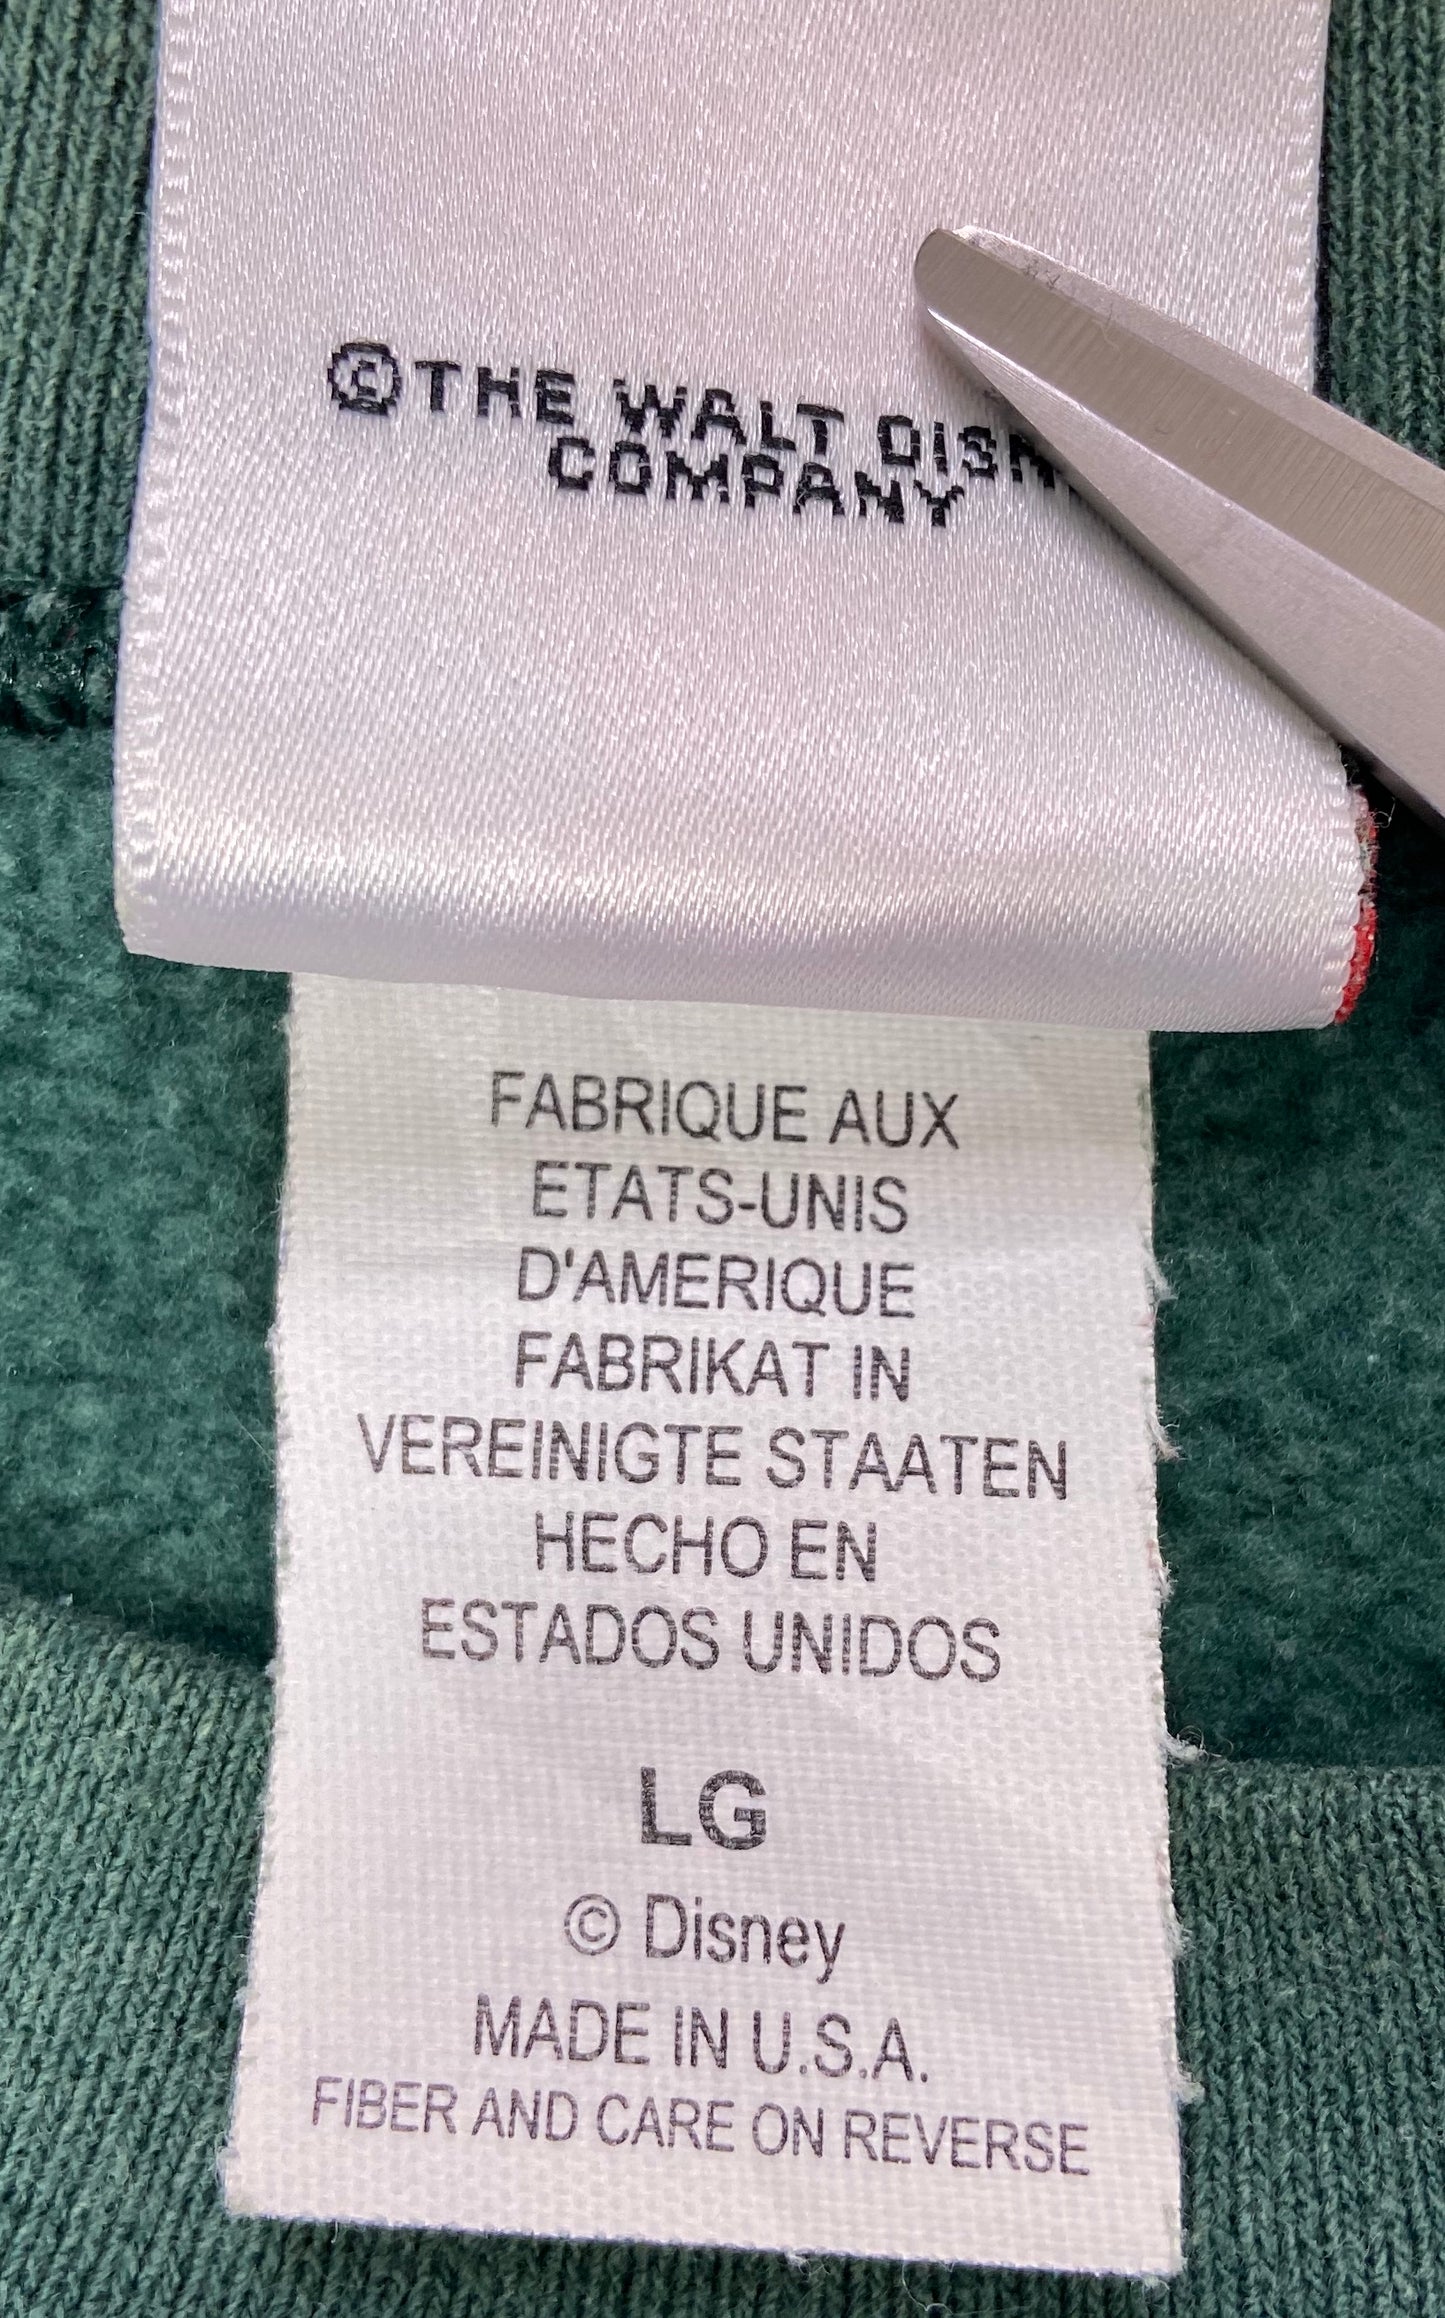 ©THE WALT
COMPANY
FABRIQUE AUX
ETATS-UNIS
D'AMERIQUE
FABRIKAT IN
VEREINIGTE STAATEN
HECHO EN
ESTADOS UNIDOS
LG
© Disney
MADE IN U.S.A.
FIBER AND CARE ON REVERSE